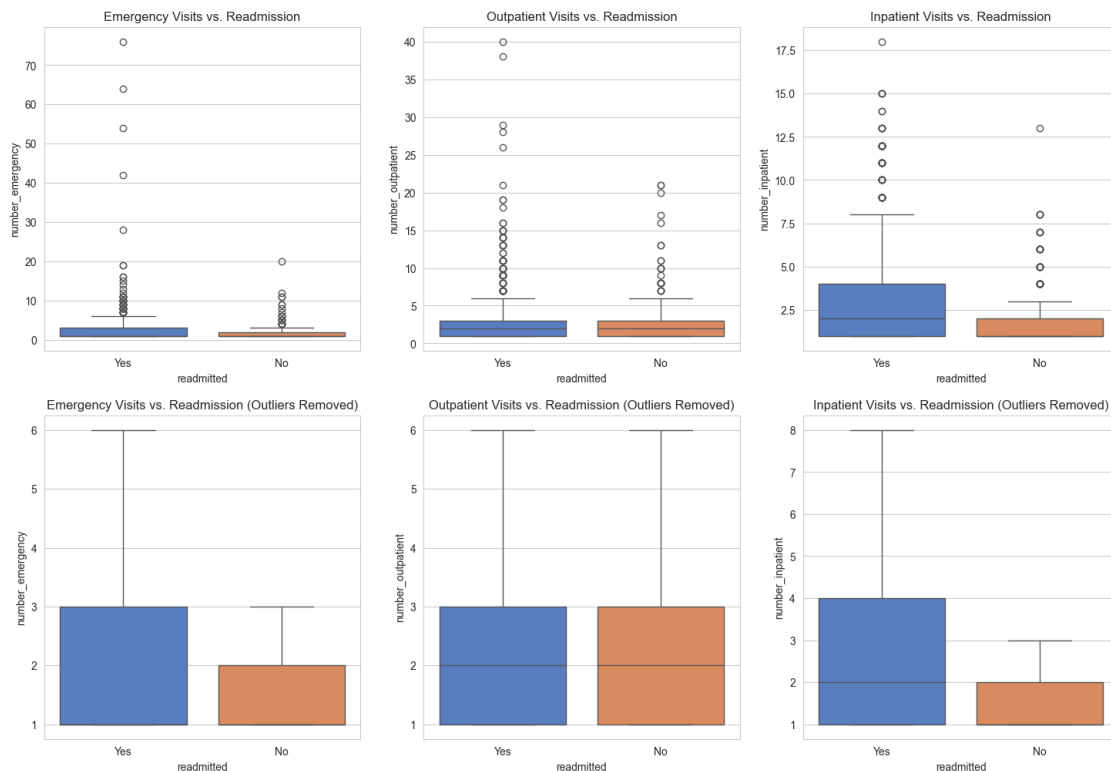 Emergency Visits vs. Readmission
number_emergency
70
60
50
40
30
20
10
0
Yes
No
readmitted
Outpatient Visits vs. Readmission
number_outpatient
40
35
30
25
20
15
10
5
0
Yes
No
readmitted
Inpatient Visits vs. Readmission
number_inpatient
17.5
15.0
12.5
10.0
7.5
5.0
2.5
Yes
No
readmitted
Emergency Visits vs. Readmission (Outliers Removed)
number_emergency
6
5
4
3
2
1
Yes
No
readmitted
Outpatient Visits vs. Readmission (Outliers Removed)
number_outpatient
6
5
4
3
2
1
Yes
No
readmitted
Inpatient Visits vs. Readmission (Outliers Removed)
number_inpatient
8
7
6
5
4
3
2
1
Yes
No
readmitted